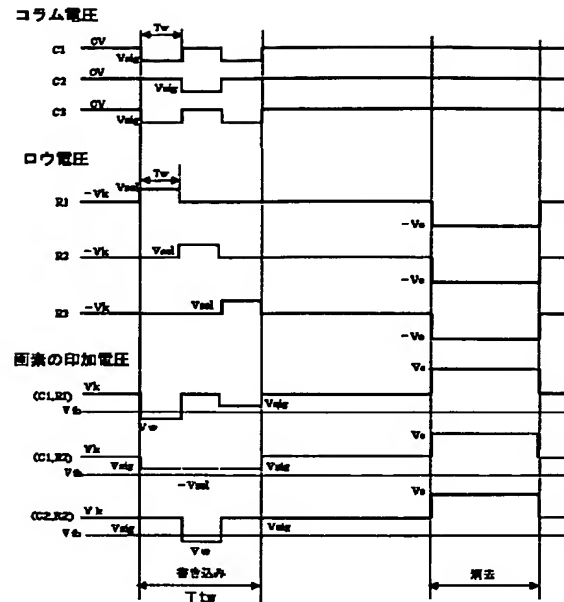 コラム電圧
Tw
C1 0V
Vsig
C2 0V
Vsig
C3 0V
Vsig
ロウ電圧
Tw
Vsel
R1 -Vk
-Ve
R2 -Vk
Vsel
-Ve
R3 -Vk
Vsel
-Ve
画素の印加電圧
Ve
(C1,R1) Vk
Vsig
Vth
Vw
Ve
(C1,R2) Vk
Vth
Vsig
Vsig
-Vsel
Ve
(C2,R2) Vk
Vsig
Vsig
Vth
Vw
書き込み
消去
Ttw